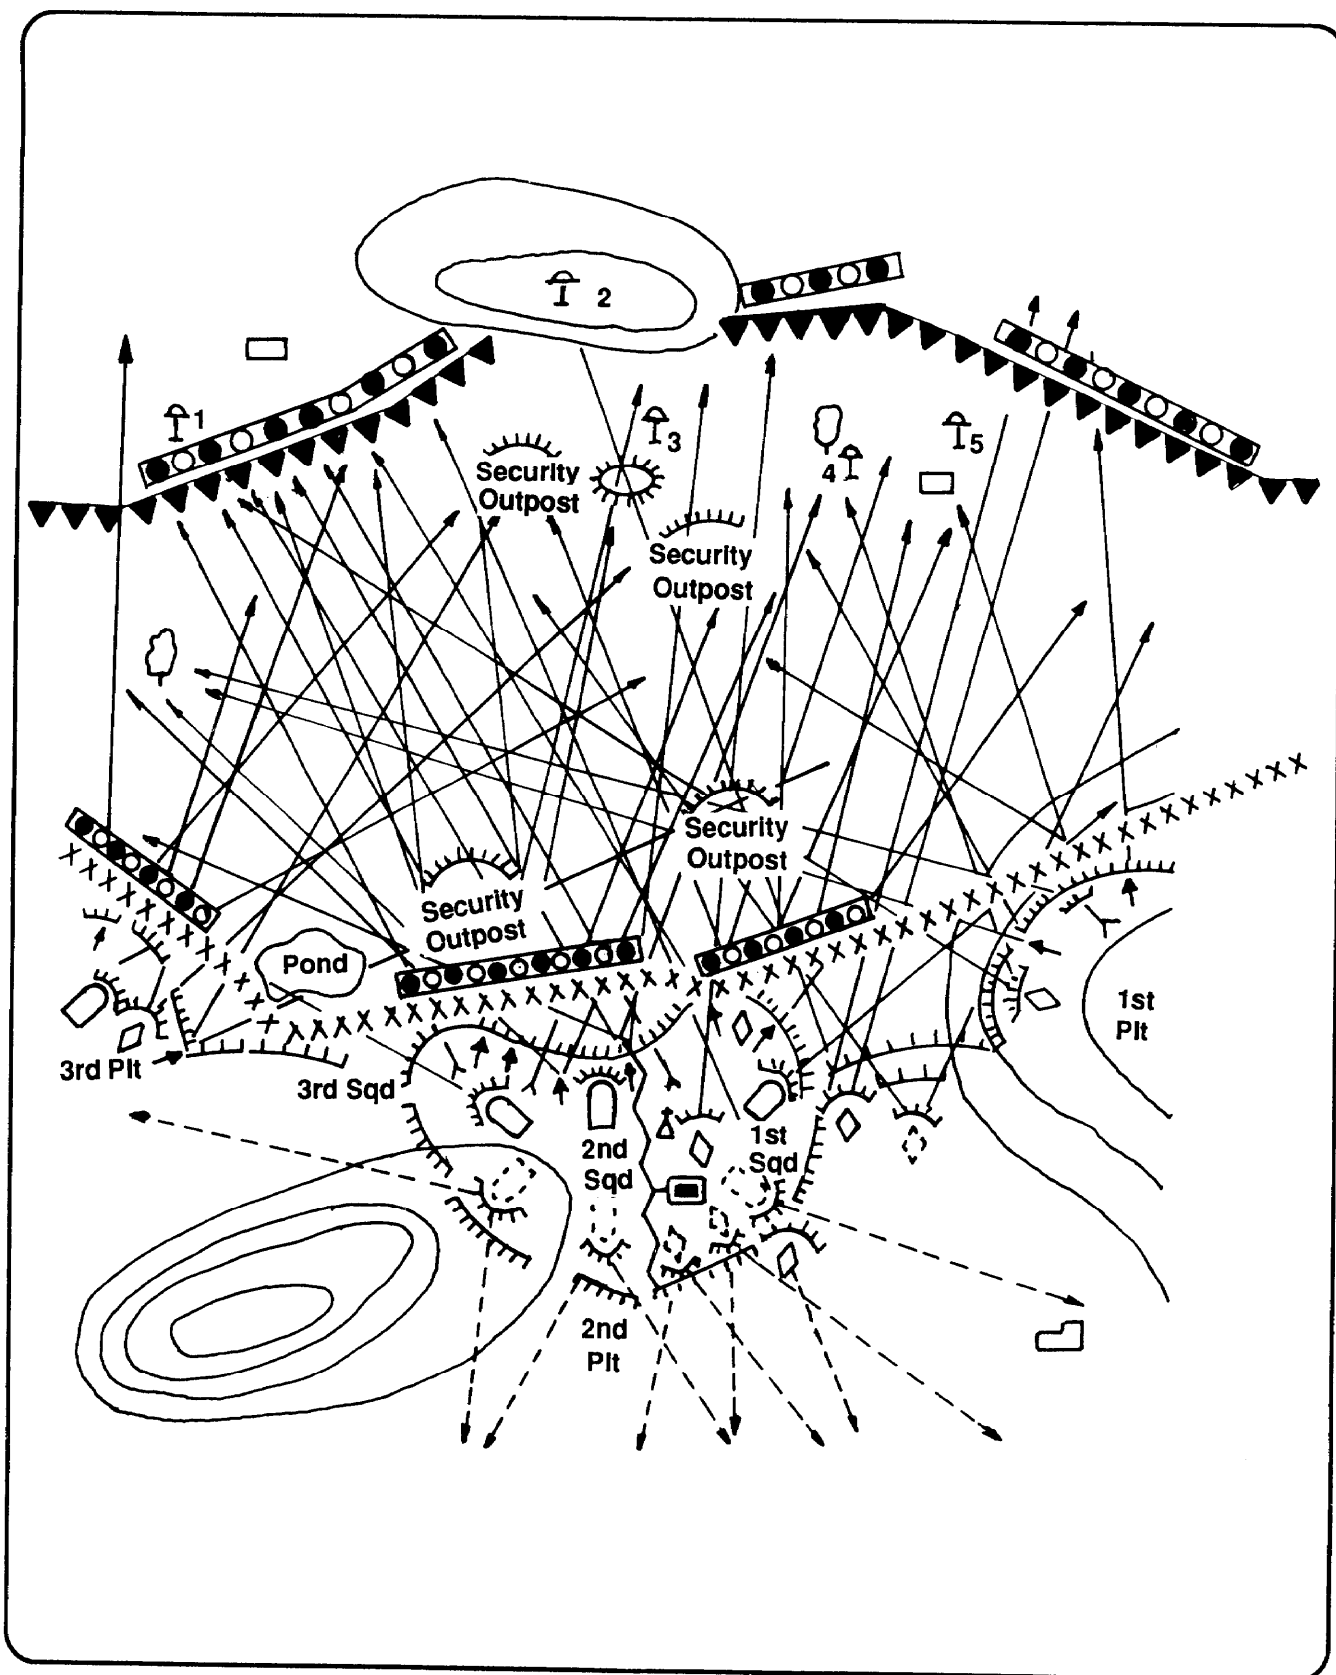 2
1
3
5
4
Security
Outpost
Security
Outpost
Security
Outpost
Security
Outpost
Pond
1st
Plt
3rd Plt
3rd Sqd
2nd
Sqd
1st
Sqd
2nd
Plt